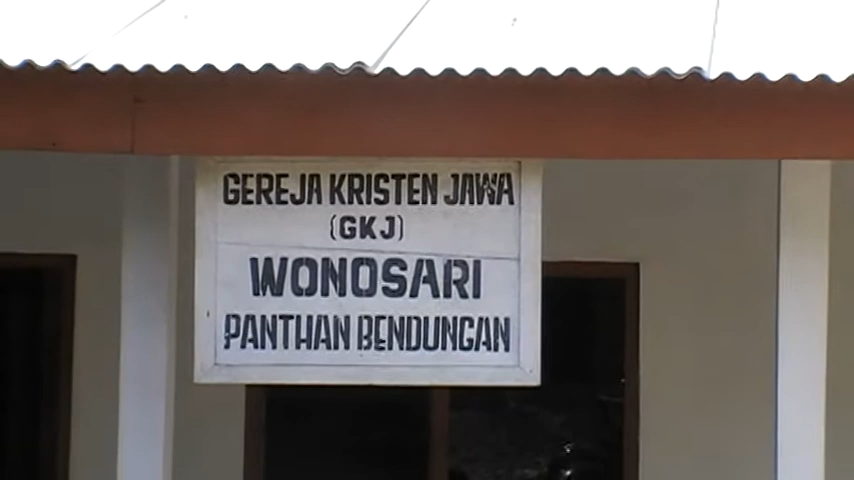 GEREJA KRISTEN JAWA
(GKJ)
WONOSARI
PANTHAN BENDUNGAN